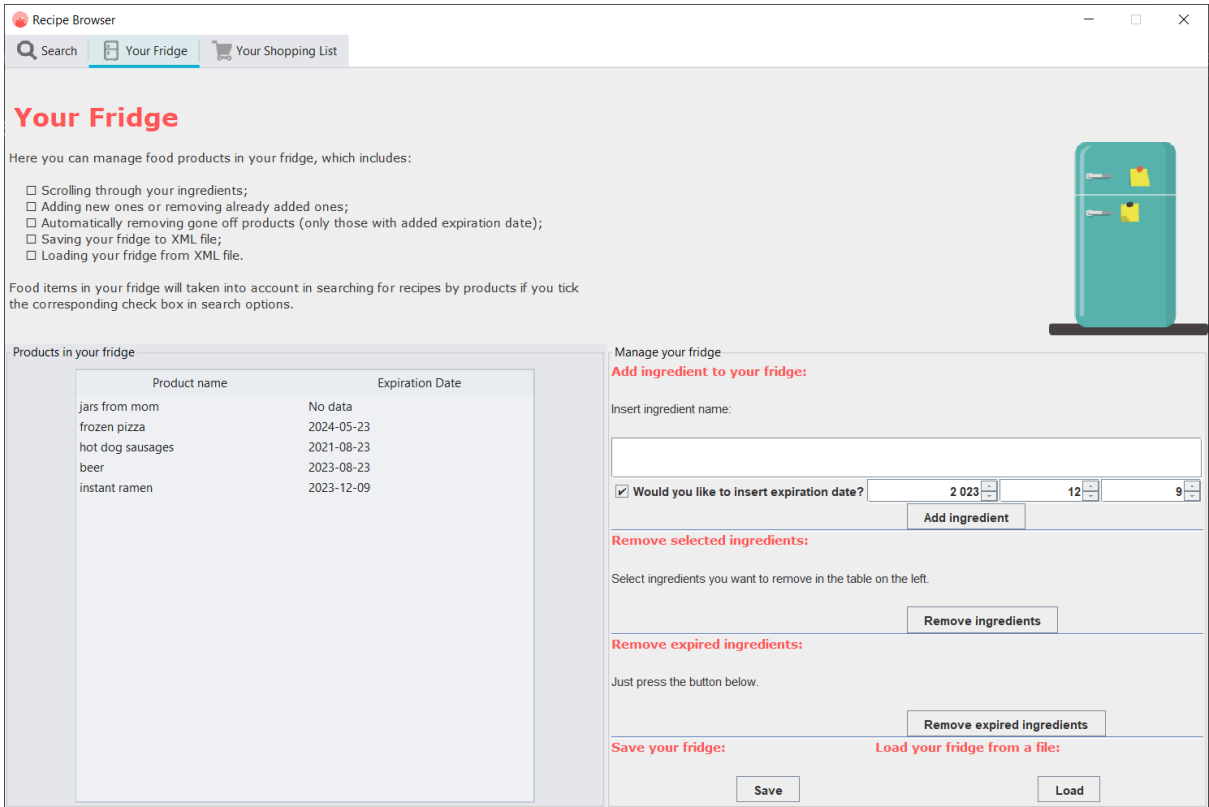 Recipe Browser
Search Your Fridge Your Shopping List
Your Fridge
Here you can manage food products in your fridge, which includes:
☐ Scrolling through your ingredients;
☐ Adding new ones or removing already added ones;
☐ Automatically removing gone off products (only those with added expiration date);
☐ Saving your fridge to XML file;
☐ Loading your fridge from XML file.
Food items in your fridge will taken into account in searching for recipes by products if you tick
the corresponding check box in search options.
Products in your fridge
Product name Expiration Date
jars from mom No data
frozen pizza 2024-05-23
hot dog sausages 2021-08-23
beer 2023-08-23
instant ramen 2023-12-09
Manage your fridge
Add ingredient to your fridge:
Insert ingredient name:
Would you like to insert expiration date? 2 023 12 9
Add ingredient
Remove selected ingredients:
Select ingredients you want to remove in the table on the left.
Remove ingredients
Remove expired ingredients:
Just press the button below.
Remove expired ingredients
Save your fridge: Load your fridge from a file:
Save Load